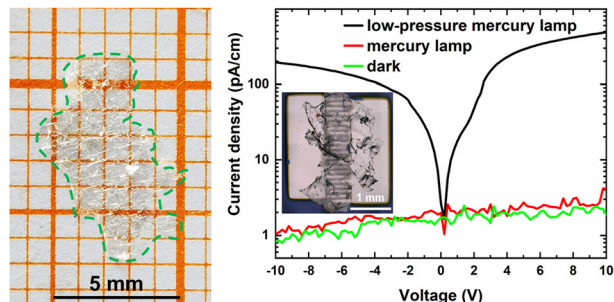 5 mm
low-pressure mercury lamp
mercury lamp
dark
Current density (pA/cm)
100
10
1
1 mm
-10 -8 -6 -4 -2 0 2 4 6 8 10
Voltage (V)